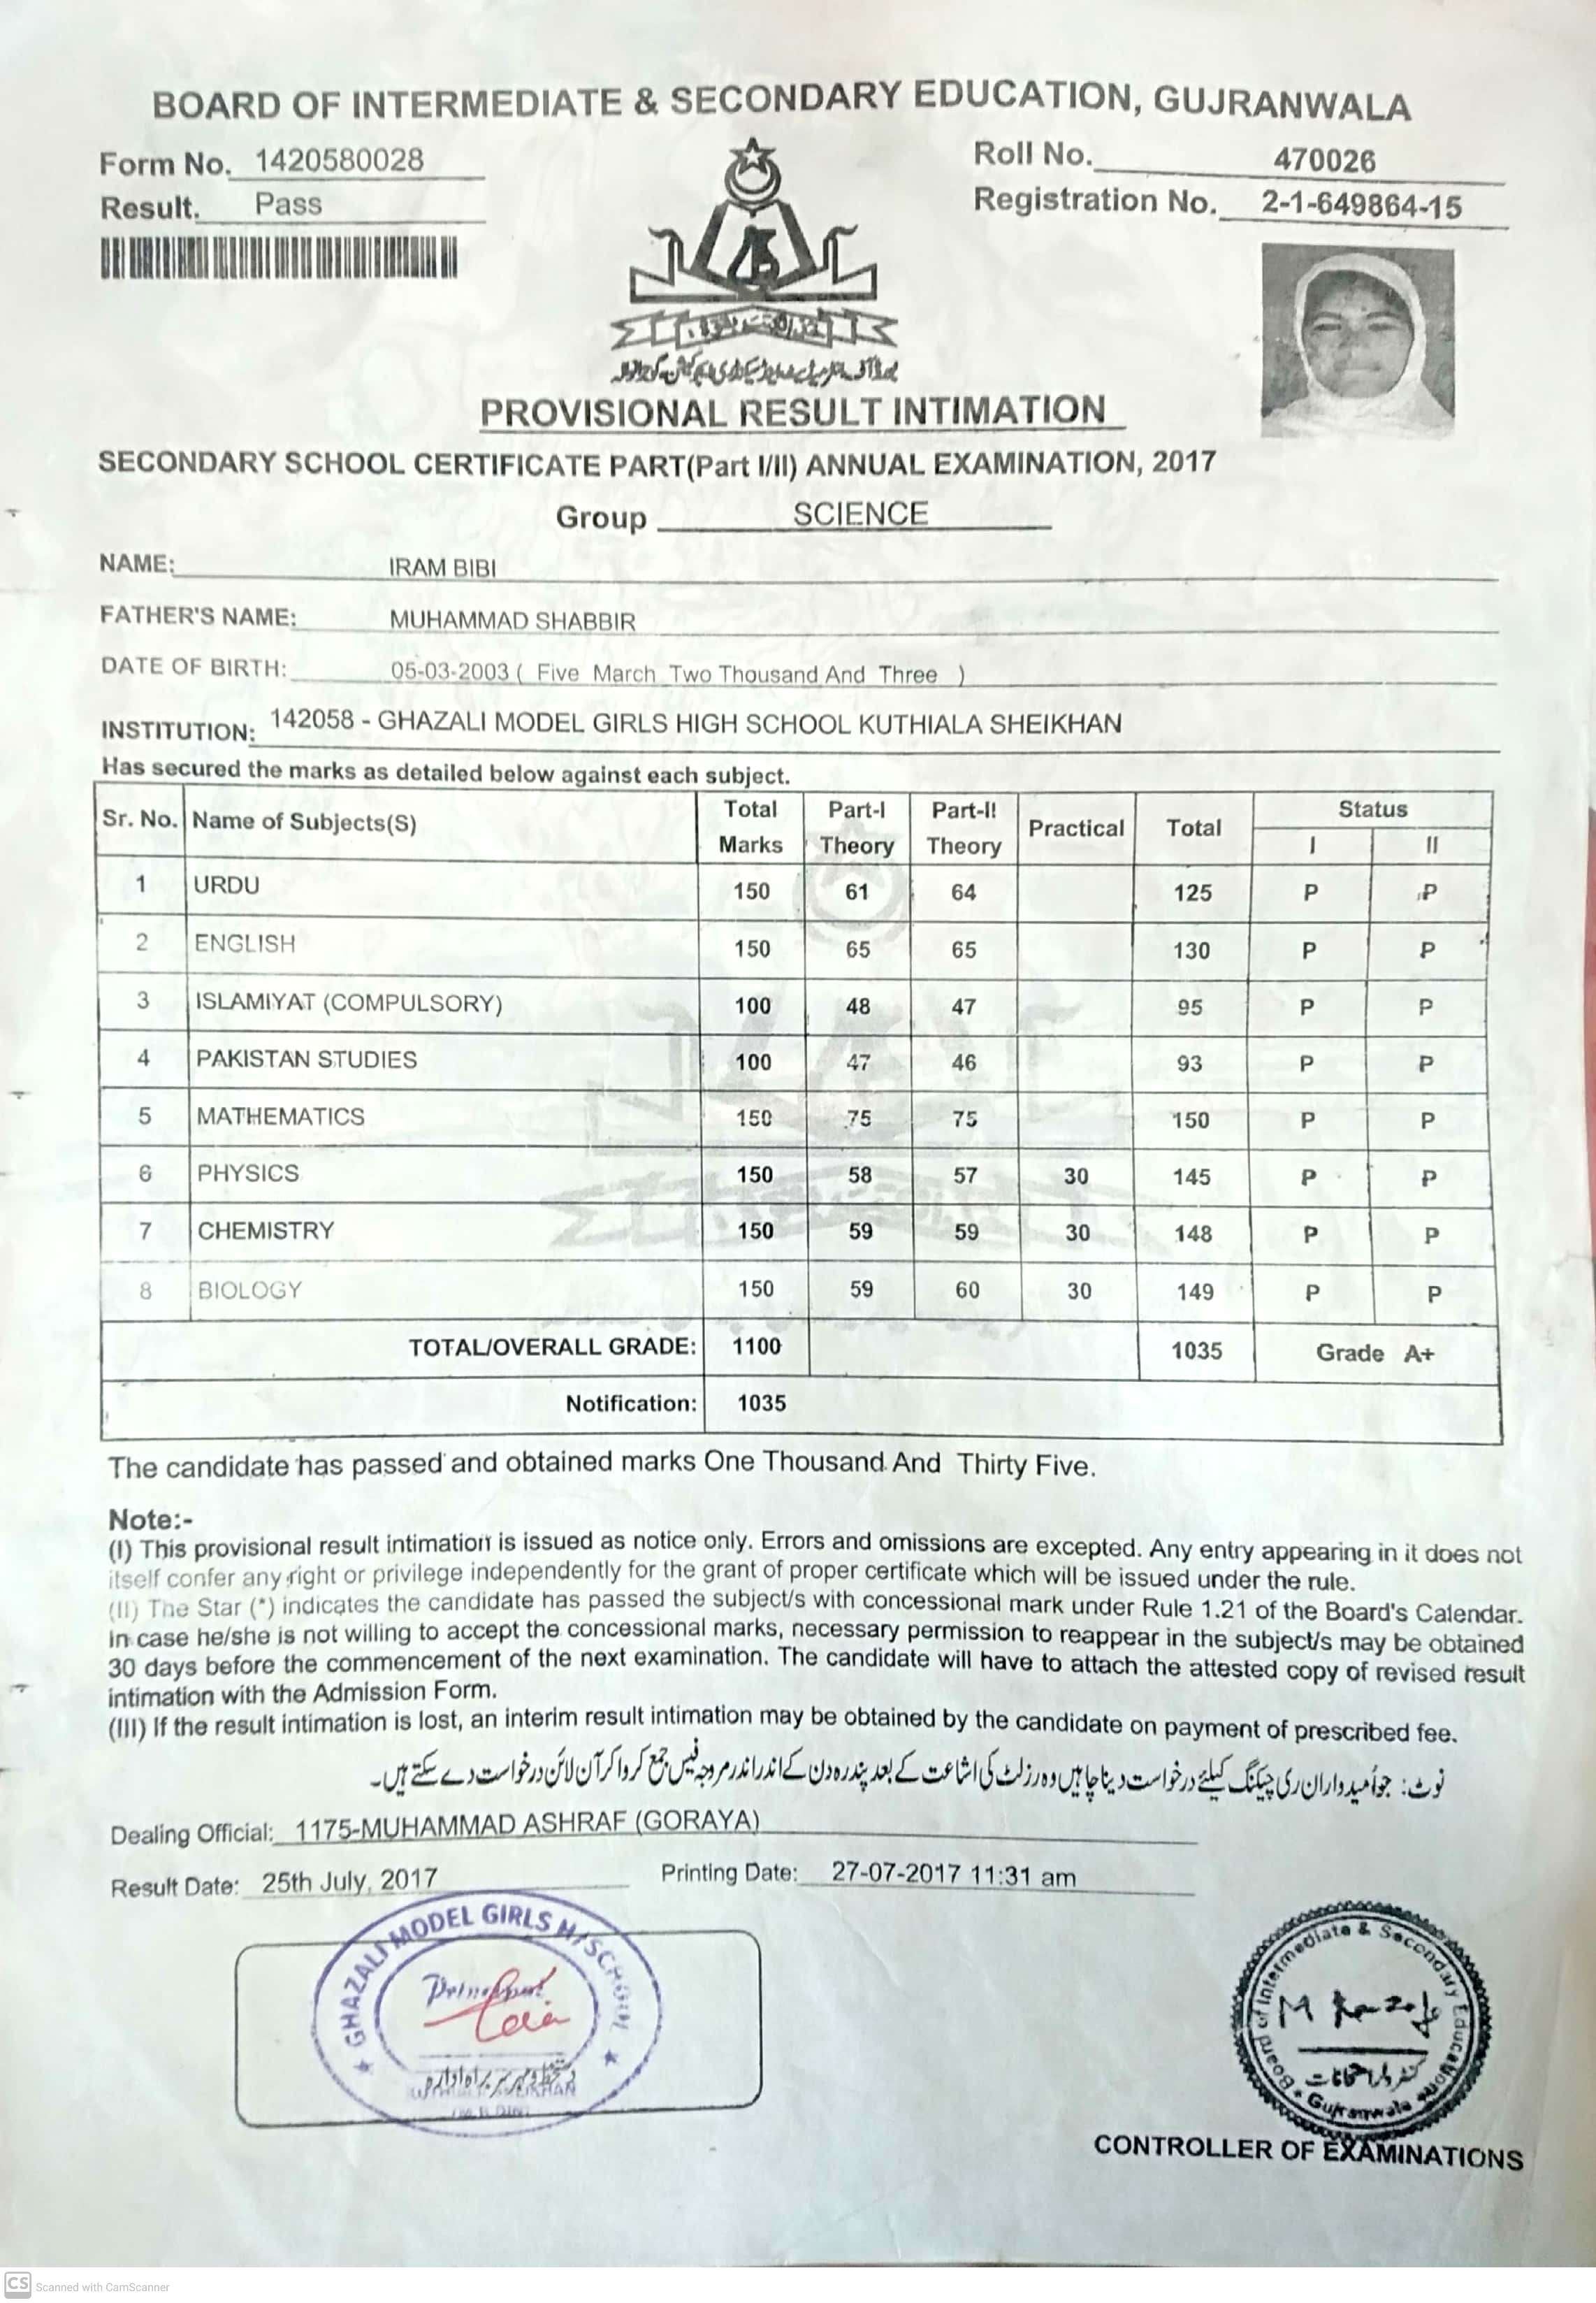 BOARD OF INTERMEDIATE & SECONDARY EDUCATION, GUJRANWALA
Form No. 1420580028
Roll No. 470026
Result. Pass
Registration No. 2-1-649864-15
PROVISIONAL RESULT INTIMATION
SECONDARY SCHOOL CERTIFICATE PART(Part I/II) ANNUAL EXAMINATION, 2017
Group SCIENCE
NAME: IRAM BIBI
FATHER'S NAME: MUHAMMAD SHABBIR
DATE OF BIRTH: 05-03-2003 ( Five March Two Thousand And Three )
INSTITUTION: 142058 - GHAZALI MODEL GIRLS HIGH SCHOOL KUTHIALA SHEIKHAN
Has secured the marks as detailed below against each subject.
Sr. No. Name of Subjects(S) Total Marks Part-I Theory Part-II Theory Practical Total Status I II
1 URDU 150 61 64 125 P P
2 ENGLISH 150 65 65 130 P P
3 ISLAMIYAT (COMPULSORY) 100 48 47 95 P P
4 PAKISTAN STUDIES 100 47 46 93 P P
5 MATHEMATICS 150 75 75 150 P P
6 PHYSICS 150 58 57 30 145 P P
7 CHEMISTRY 150 59 59 30 148 P P
8 BIOLOGY 150 59 60 30 149 P P
TOTAL/OVERALL GRADE: 1100 1035 Grade A+
Notification: 1035
The candidate has passed and obtained marks One Thousand And Thirty Five.
Note:-
(I) This provisional result intimation is issued as notice only. Errors and omissions are excepted. Any entry appearing in it does not
itself confer any right or privilege independently for the grant of proper certificate which will be issued under the rule.
(II) The Star (*) indicates the candidate has passed the subject/s with concessional mark under Rule 1.21 of the Board's Calendar.
In case he/she is not willing to accept the concessional marks, necessary permission to reappear in the subject/s may be obtained
30 days before the commencement of the next examination. The candidate will have to attach the attested copy of revised result
intimation with the Admission Form.
(III) If the result intimation is lost, an interim result intimation may be obtained by the candidate on payment of prescribed fee.
نوٹ: جو اُمیدواران ری چیکنگ کیلئے درخواست دینا چاہیں وہ رزلٹ کی اشاعت کے بعد پندرہ دن کے اندر اندر مروجہ فیس جمع کروا کر آن لائن درخواست دے سکتے ہیں۔
Dealing Official: 1175-MUHAMMAD ASHRAF (GORAYA)
Result Date: 25th July, 2017
Printing Date: 27-07-2017 11:31 am
GHAZALI MODEL GIRLS H/SCHOOL
Principal
دستخط و مہر سربراہ ادارہ
Board of Intermediate & Secondary Education
Gujranwala
کنٹرولر امتحانات
CONTROLLER OF EXAMINATIONS
CS Scanned with CamScanner